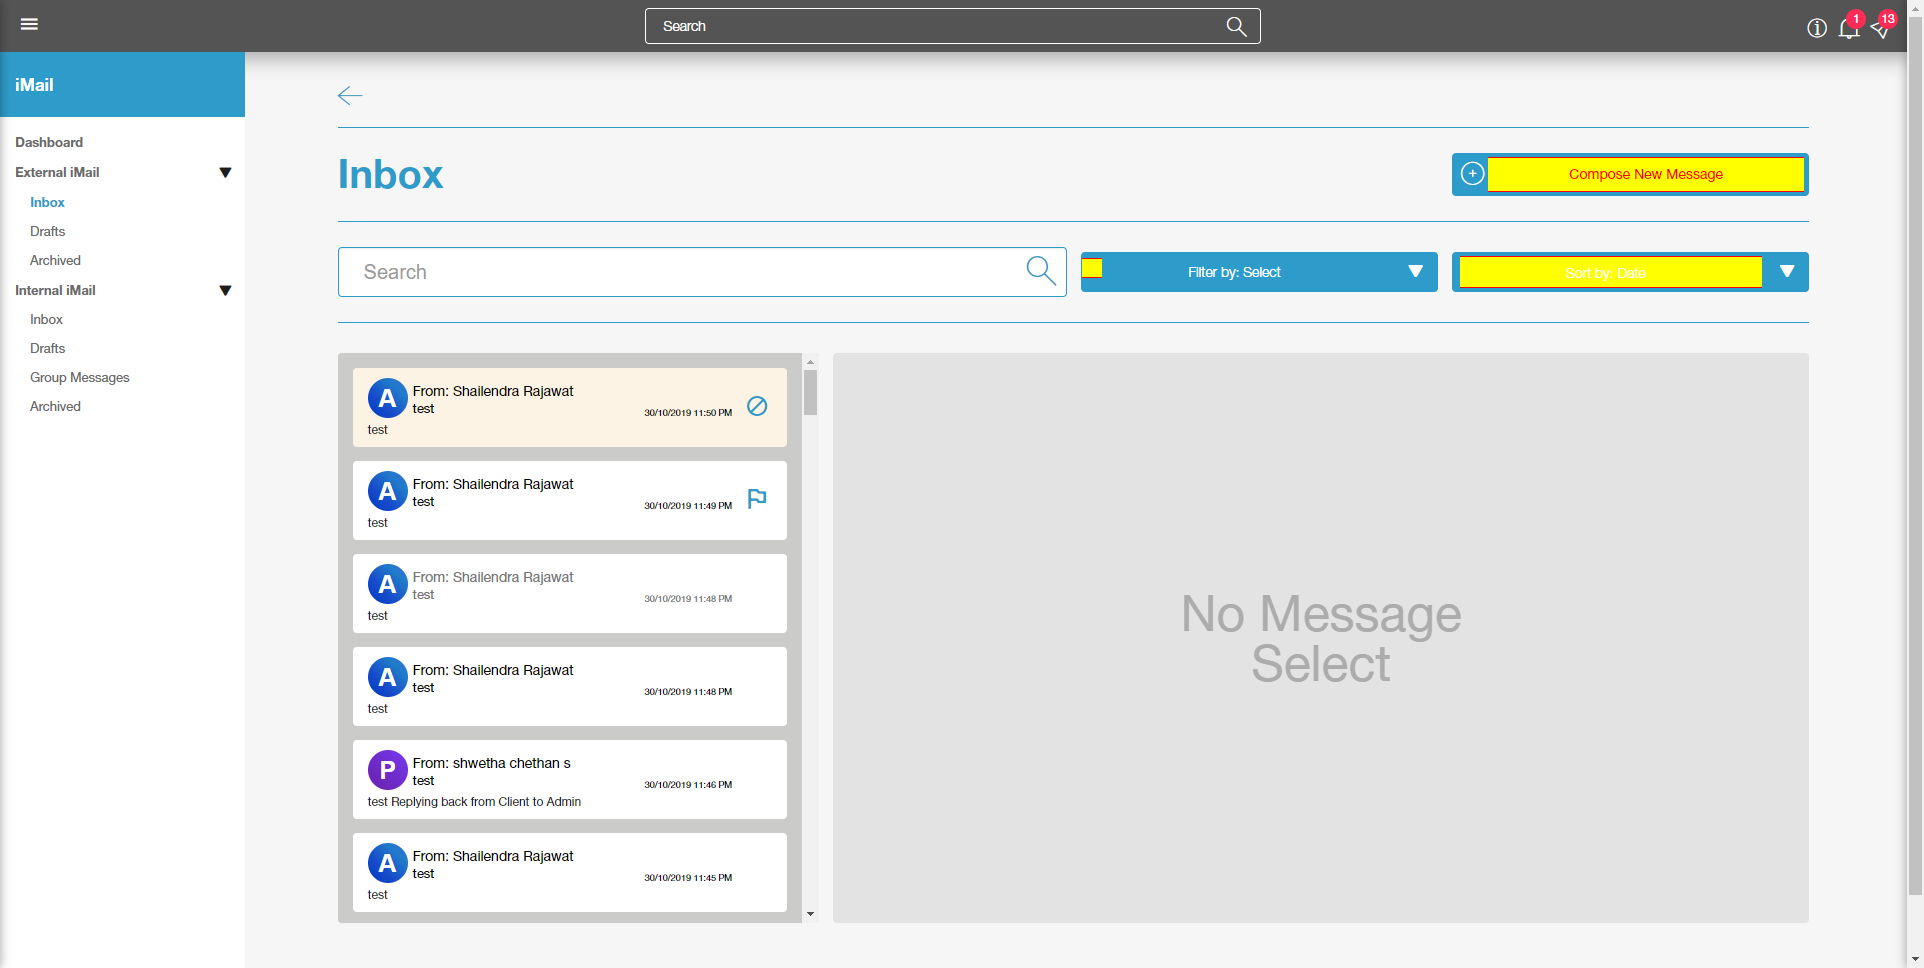 Search
1
13
iMail
Dashboard
External iMail
Inbox
Drafts
Archived
Internal iMail
Inbox
Drafts
Group Messages
Archived
Inbox
Compose New Message
Search
Filter by: Select
Sort by: Date
A
From: Shailendra Rajawat
test
30/10/2019 11:50 PM
test
A
From: Shailendra Rajawat
test
30/10/2019 11:49 PM
test
A
From: Shailendra Rajawat
test
30/10/2019 11:48 PM
test
A
From: Shailendra Rajawat
test
30/10/2019 11:48 PM
test
P
From: shwetha chethan s
test
30/10/2019 11:46 PM
test Replying back from Client to Admin
A
From: Shailendra Rajawat
test
30/10/2019 11:45 PM
test
No Message
Select